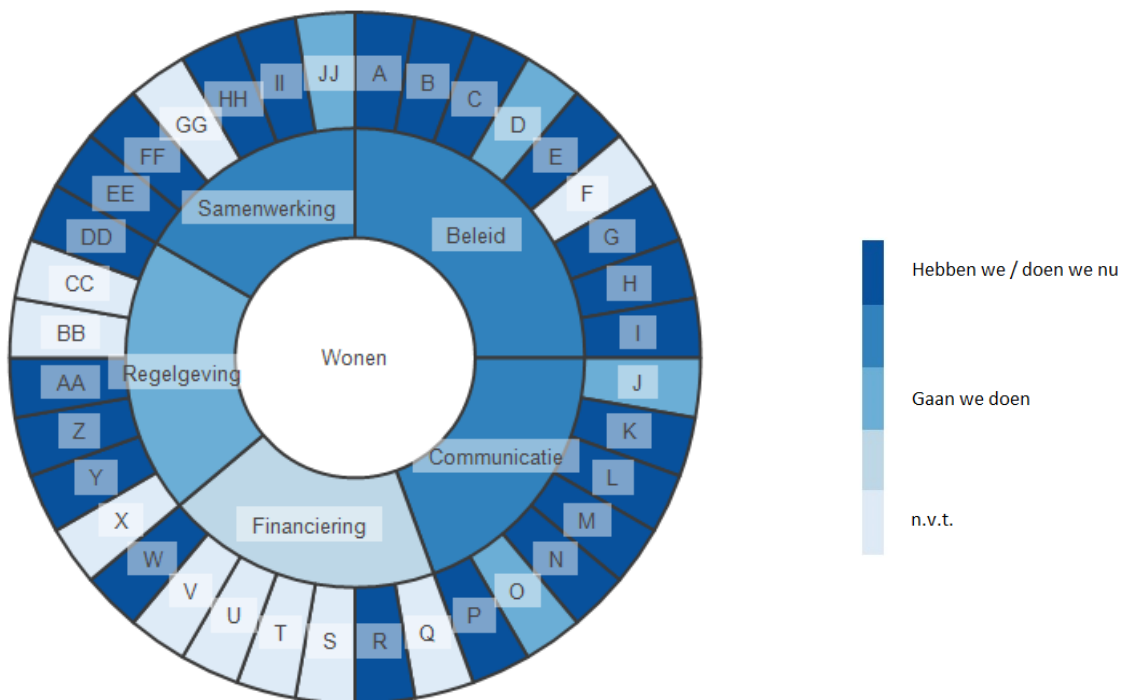 A
B
C
D
E
F
G
H
I
J
K
L
M
N
O
P
Q
R
S
T
U
V
W
X
Y
Z
AA
BB
CC
DD
EE
FF
GG
HH
II
JJ
Samenwerking
Beleid
Wonen
Regelgeving
Communicatie
Financiering
Hebben we / doen we nu
Gaan we doen
n.v.t.